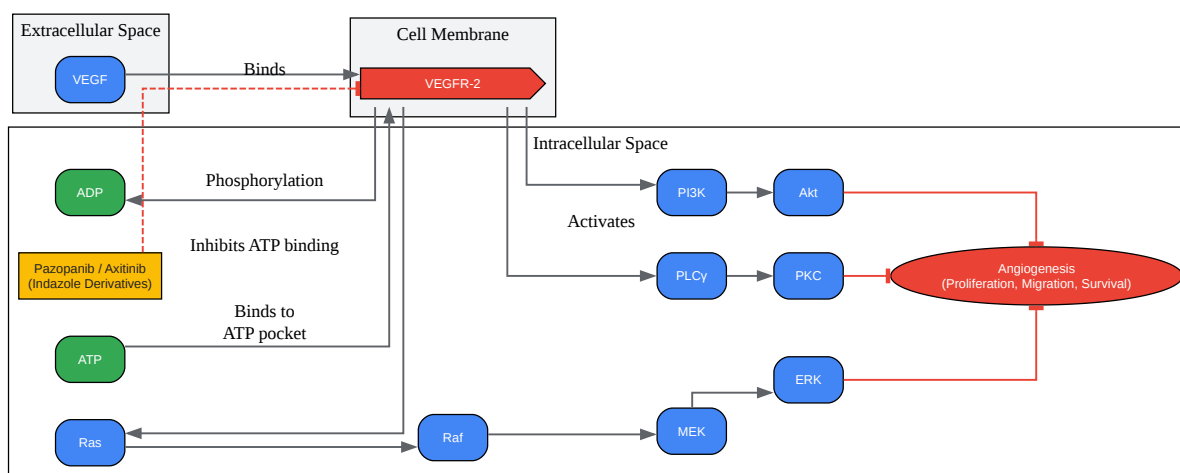 Extracellular Space
Cell Membrane
VEGF
Binds
VEGFR-2
Intracellular Space
ADP
Phosphorylation
PI3K
Akt
Activates
Inhibits ATP binding
Pazopanib / Axitinib
(Indazole Derivatives)
PLCγ
PKC
Angiogenesis
(Proliferation, Migration, Survival)
Binds to
ATP pocket
ATP
ERK
Ras
Raf
MEK